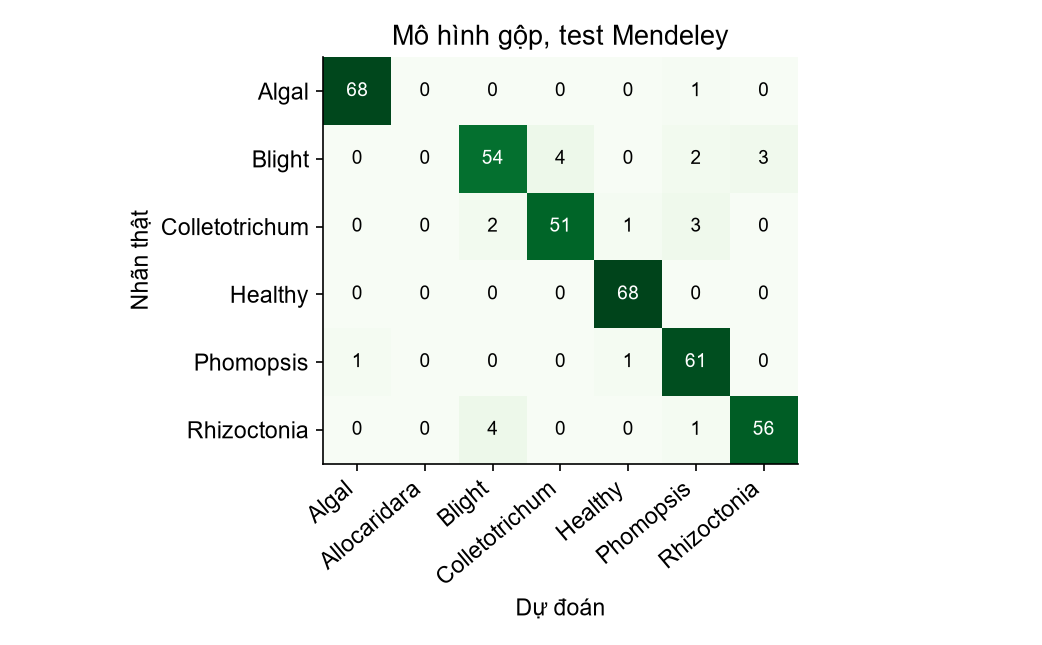 Mô hình gộp, test Mendeley
Algal 68 0 0 0 0 1 0
Blight 0 0 54 4 0 2 3
Colletotrichum 0 0 2 51 1 3 0
Healthy 0 0 0 0 68 0 0
Phomopsis 1 0 0 0 1 61 0
Rhizoctonia 0 0 4 0 0 1 56
Nhãn thật
Algal Allocaridara Blight Colletotrichum Healthy Phomopsis Rhizoctonia
Dự đoán